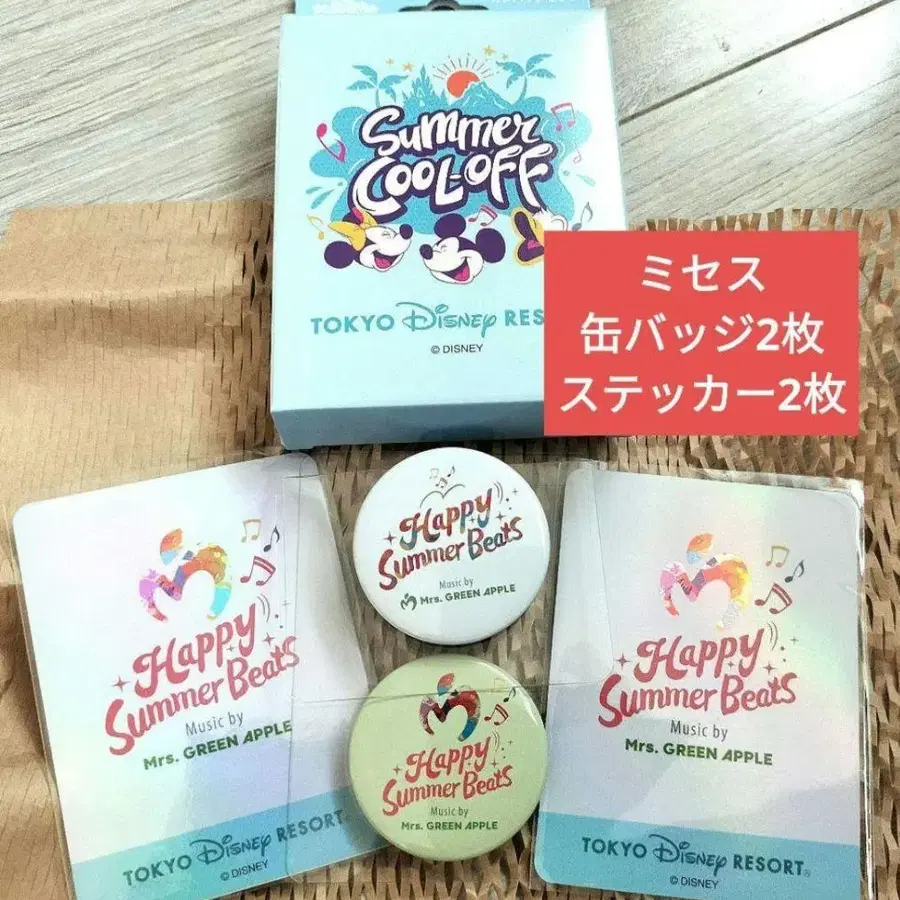 Summer
COOL-OFF
TOKYO Disney RES
© DISNEY
ミセス
缶バッジ2枚
ステッカー2枚
Happy
Summer Beats
Music by
Mrs. GREEN APPLE
TOKYO Disney RESORT®
© DISNEY
Happy
Summer Beats
Music by
Mrs. GREEN APPLE
Happy
Summer Beats
Music by
Mrs. GREEN APPLE
Happy
Summer Beats
Music by
Mrs. GREEN APPLE
TOKYO Disney RESORT®
© DISNEY